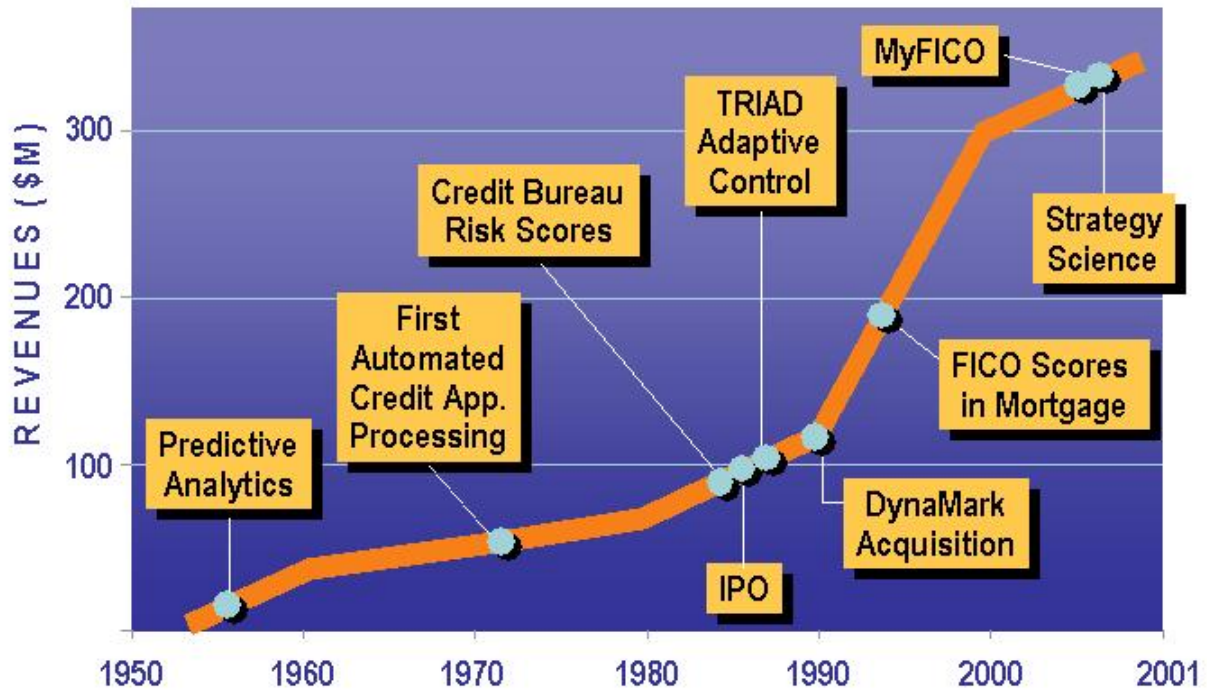 REVENUES ($M)
300
200
100
MyFICO
TRIAD
Adaptive
Control
Credit Bureau
Risk Scores
Strategy
Science
First
Automated
Credit App.
Processing
FICO Scores
in Mortgage
Predictive
Analytics
DynaMark
Acquisition
IPO
1950
1960
1970
1980
1990
2000
2001